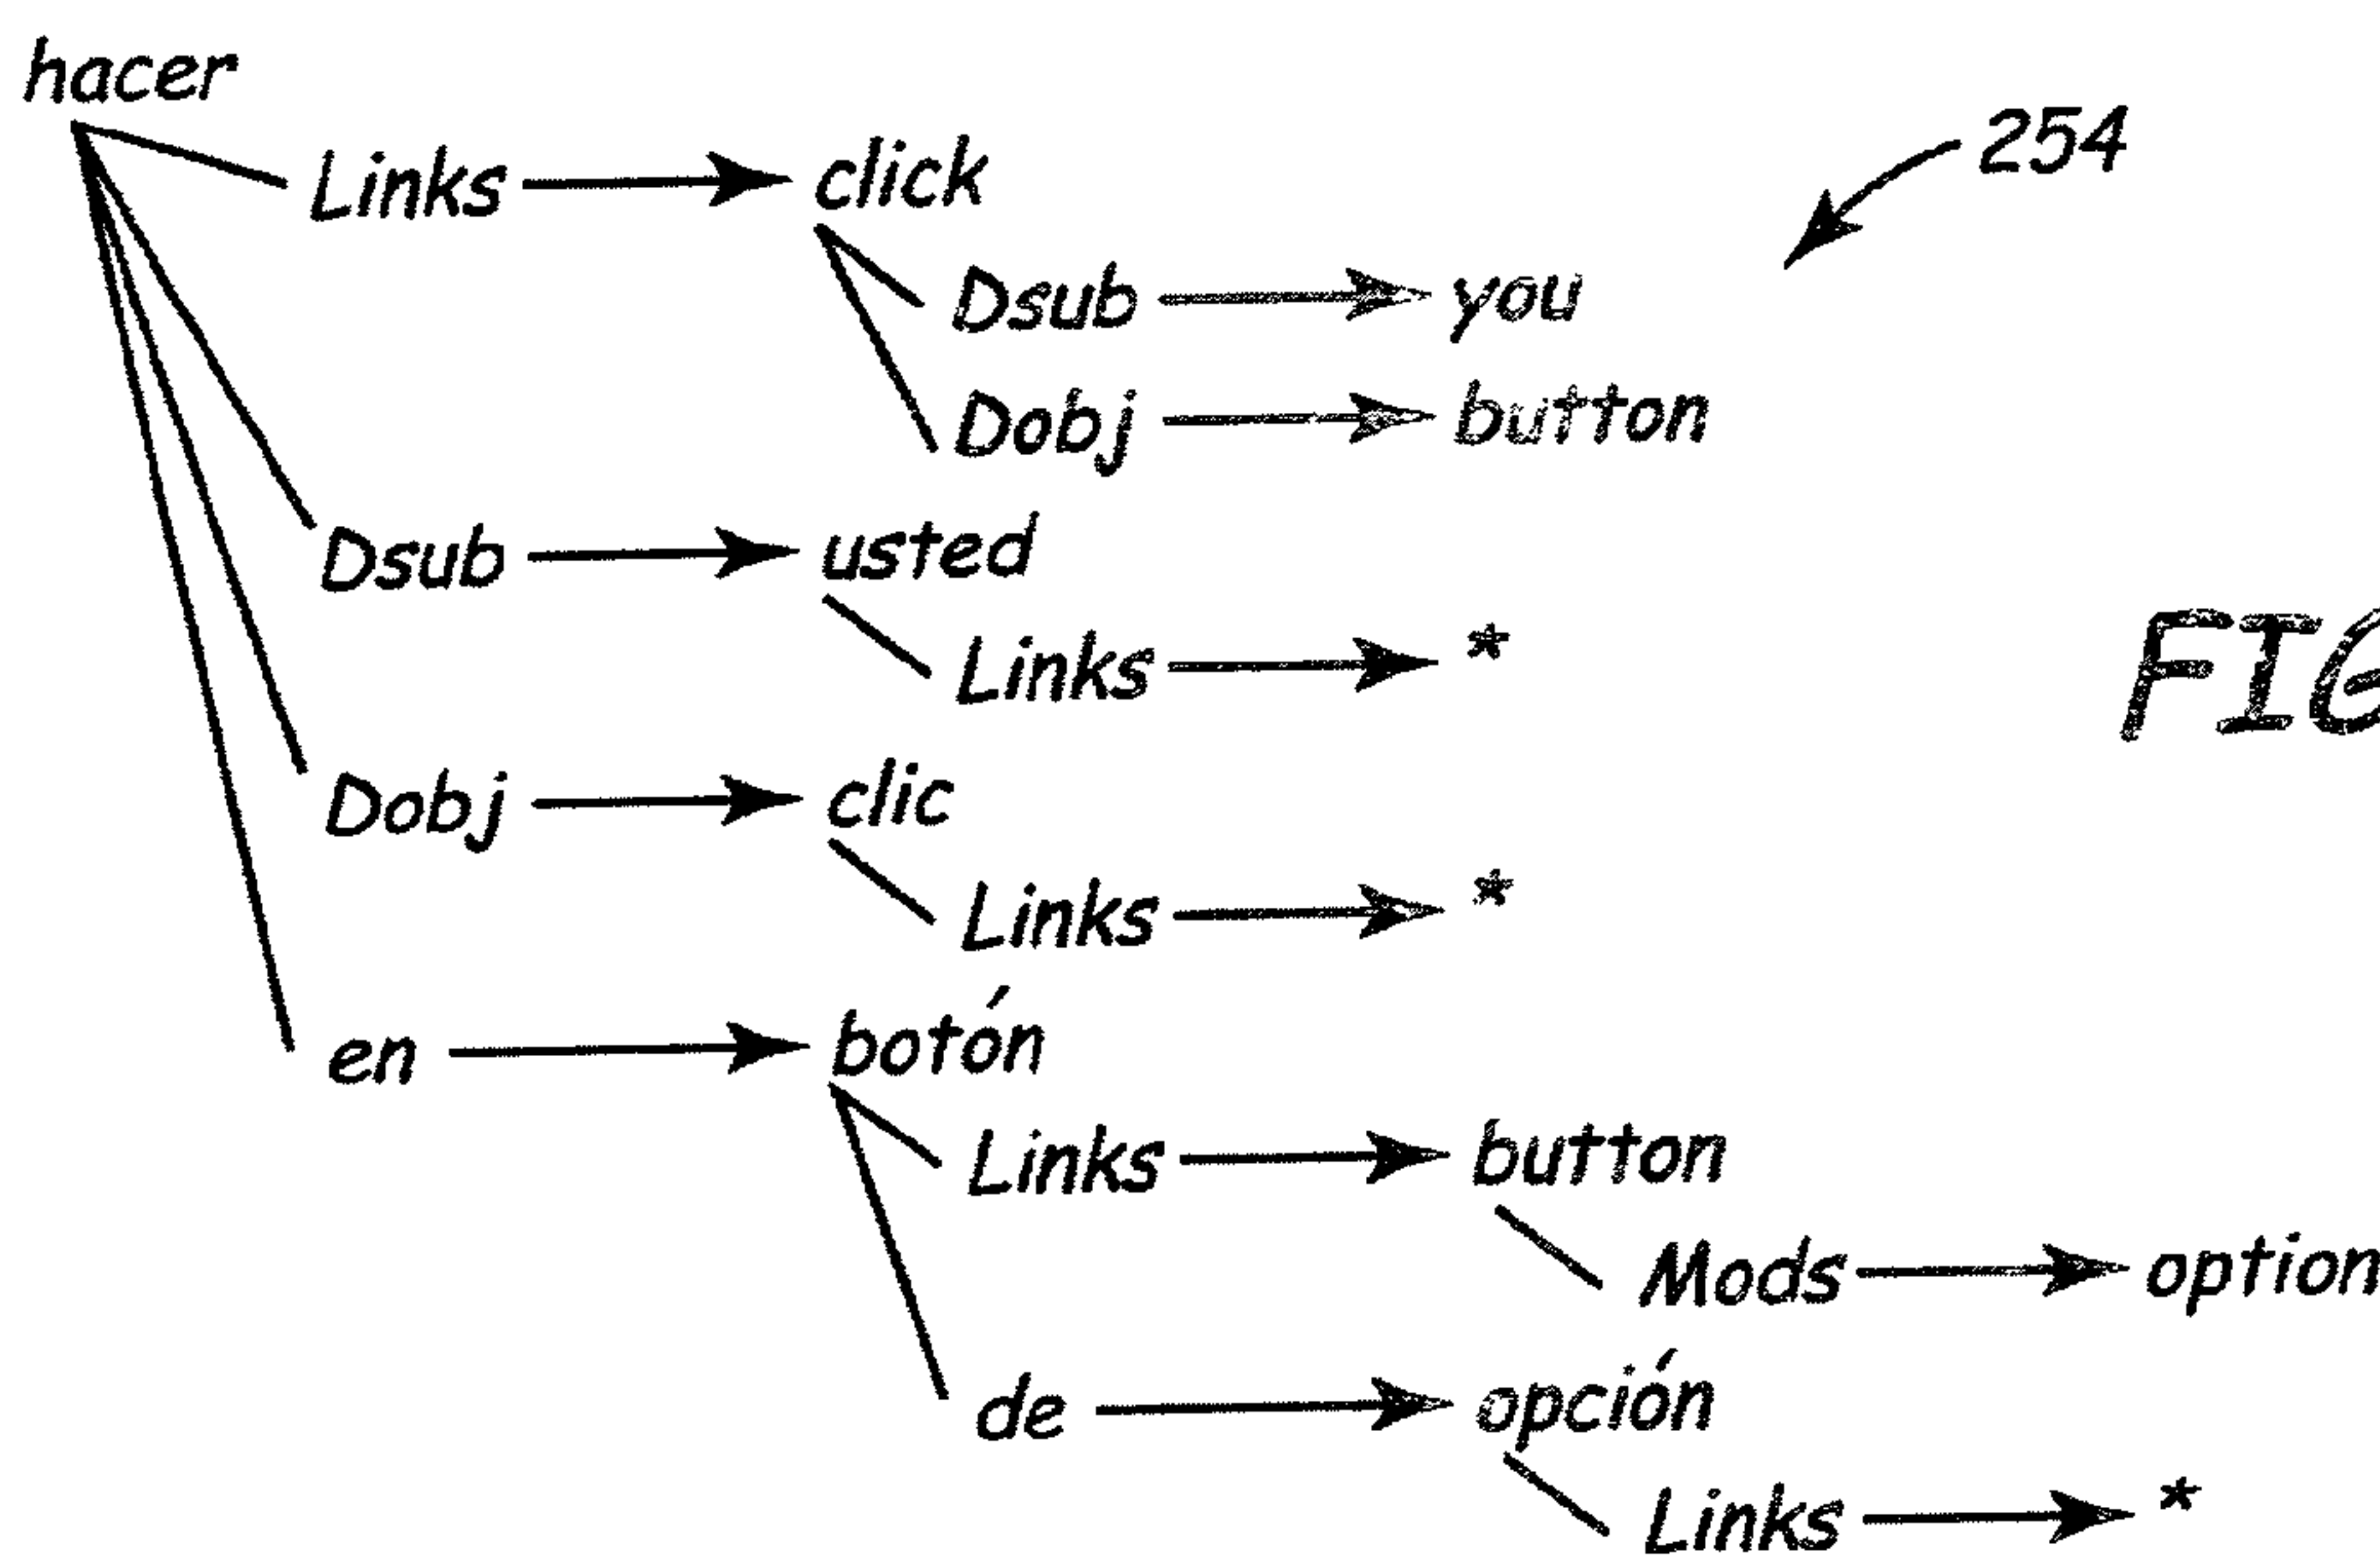 hacer
254
Links click
Dsub you
Dobj button
Dsub usted
Links *
FIG
Dobj clic
Links *
en botón
Links button
Mods option
de opción
Links *